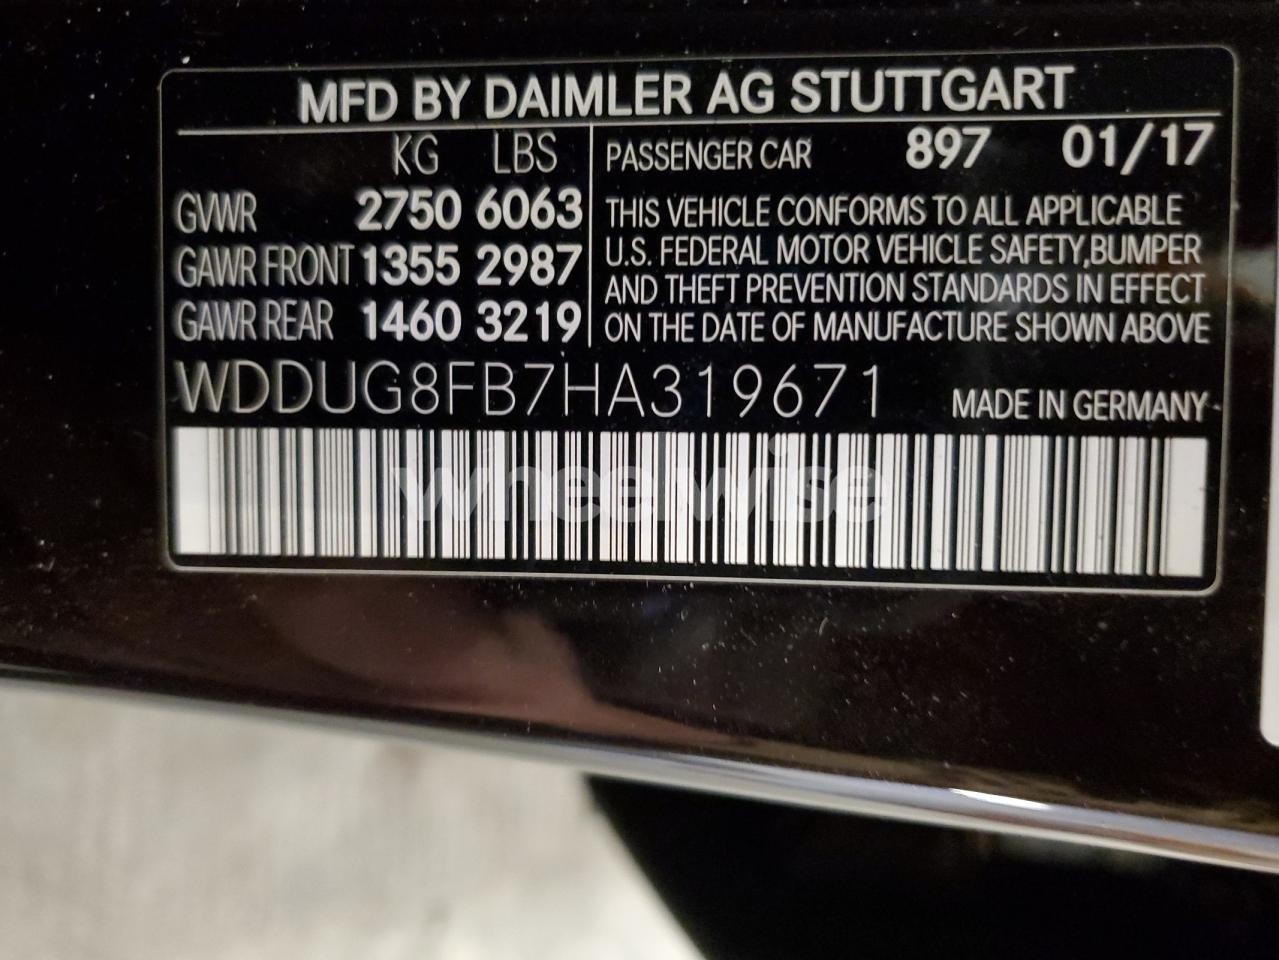 MFD BY DAIMLER AG STUTTGART
KG LBS
GVWR 2750 6063
GAWR FRONT 1355 2987
GAWR REAR 1460 3219
PASSENGER CAR 897 01/17
THIS VEHICLE CONFORMS TO ALL APPLICABLE
U.S. FEDERAL MOTOR VEHICLE SAFETY,BUMPER
AND THEFT PREVENTION STANDARDS IN EFFECT
ON THE DATE OF MANUFACTURE SHOWN ABOVE
WDDUG8FB7HA319671 MADE IN GERMANY
wheelwise